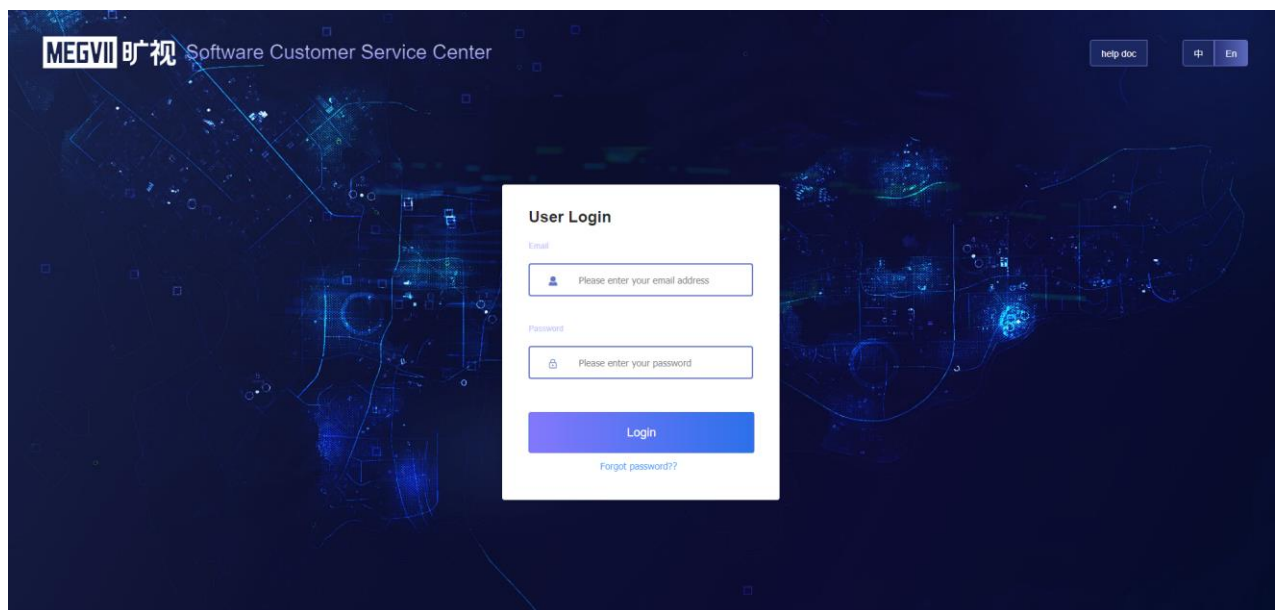 MEGVII 旷视 Software Customer Service Center
help doc
中 En
User Login
Email
Please enter your email address
Password
Please enter your password
Login
Forgot password??